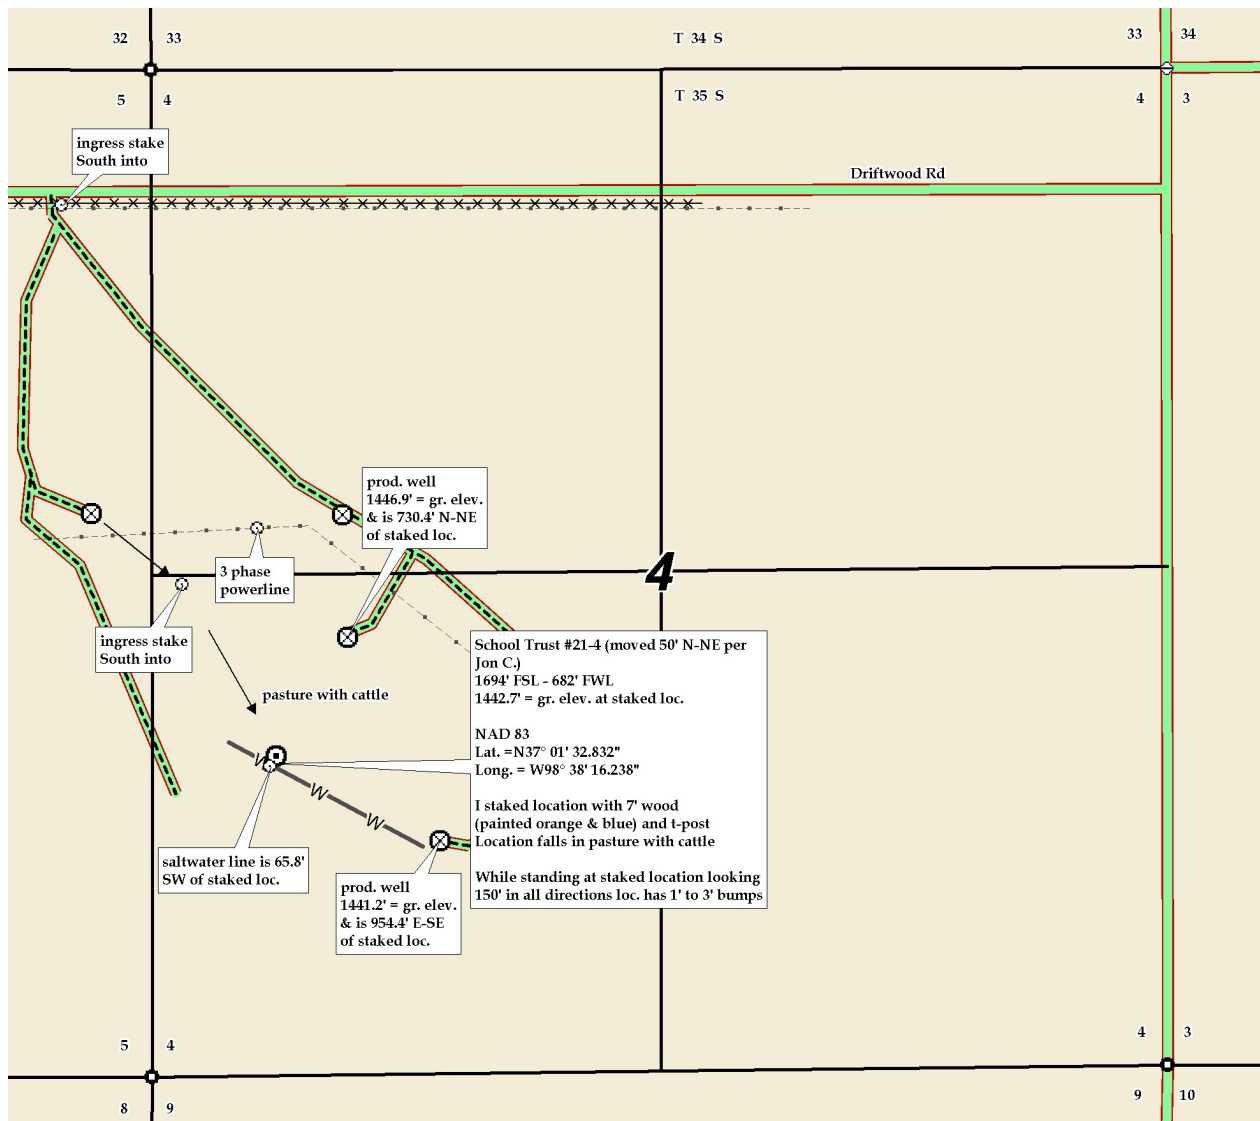 32 33
T 34 S
33 34
5 4
T 35 S
4 3
ingress stake
South into
Driftwood Rd
prod. well
1446.9' = gr. elev.
& is 730.4' N-NE
of staked loc.
3 phase
powerline
4
ingress stake
South into
pasture with cattle
School Trust #21-4 (moved 50' N-NE per
Jon C.)
1694' FSL - 682' FWL
1442.7' = gr. elev. at staked loc.
NAD 83
Lat. =N37° 01' 32.832"
Long. = W98° 38' 16.238"
I staked location with 7' wood
(painted orange & blue) and t-post
Location falls in pasture with cattle
While standing at staked location looking
150' in all directions loc. has 1' to 3' bumps
W W W
saltwater line is 65.8'
SW of staked loc.
prod. well
1441.2' = gr. elev.
& is 954.4' E-SE
of staked loc.
5 4
4 3
8 9
9 10